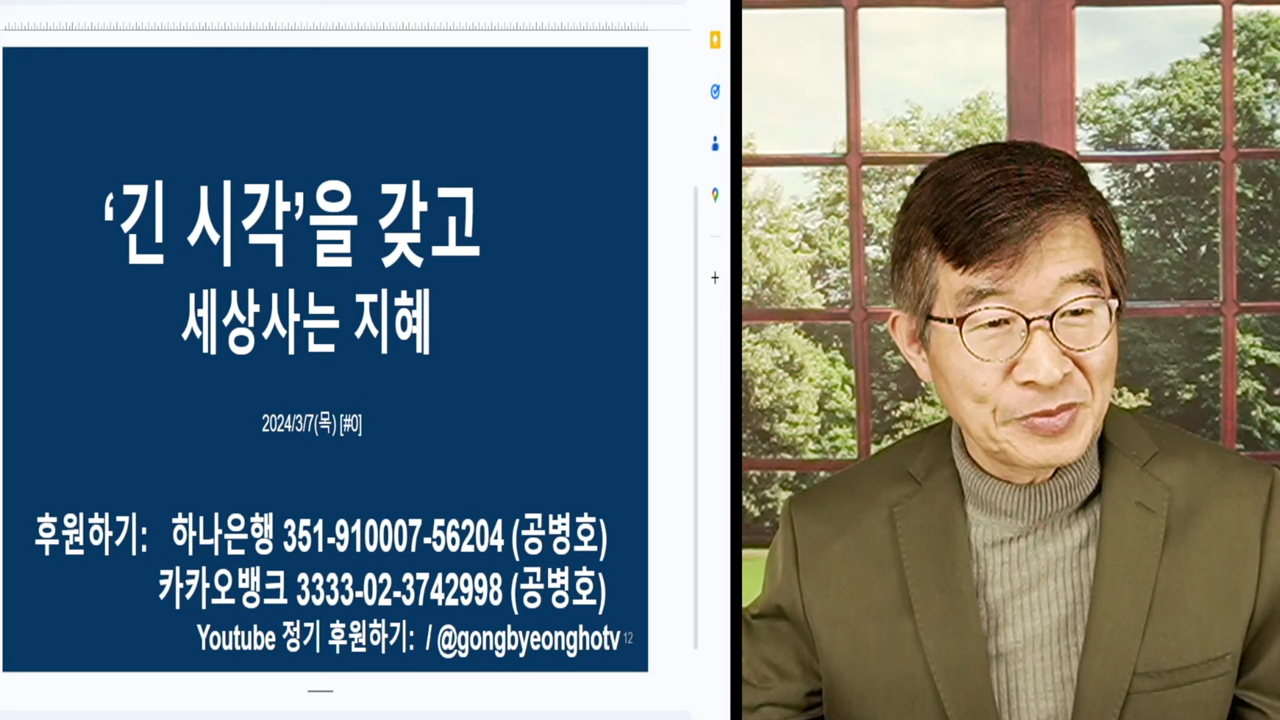 ‘긴 시각’을 갖고
세상사는 지혜
2024/3/7(목) [#0]
후원하기: 하나은행 351-910007-56204 (공병호)
카카오뱅크 3333-02-3742998 (공병호)
Youtube 정기 후원하기: / @gongbyeonghotv
12